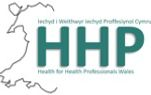 Iechyd i Weithwyr Iechyd Proffesiynol Cymru
HHP
Health for Health Professionals Wales